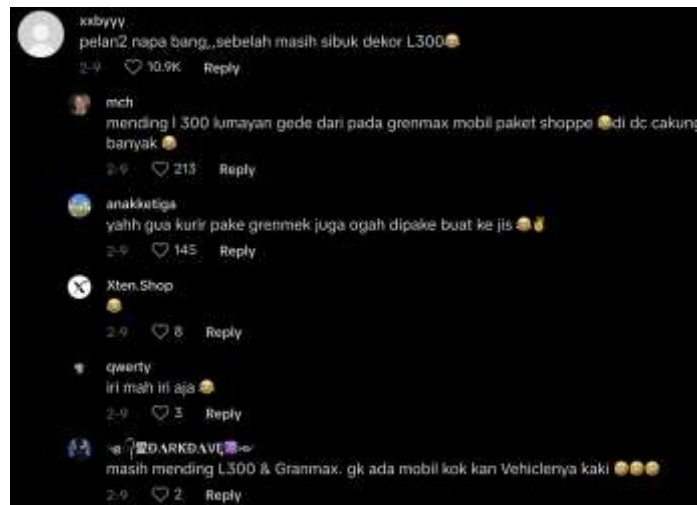 xxbyyy
pelan2 napa bang,,sebelah masih sibuk dekor L300😂
2-9 10.9K Reply
mch
mending l 300 lumayan gede dari pada grenmax mobil paket shoppe 😂di dc cakung
banyak 😂
2-9 213 Reply
anakketiga
yahh gua kurir pake grenmek juga ogah dipake buat ke jis 😂✌
2-9 145 Reply
Xten.Shop
😂
2-9 8 Reply
qwerty
iri mah iri aja 😂
2-9 3 Reply
DARKDAVE
masih mending L300 & Granmax. gk ada mobil kok kan Vehiclenya kaki 🤣🤣🤣
2-9 2 Reply